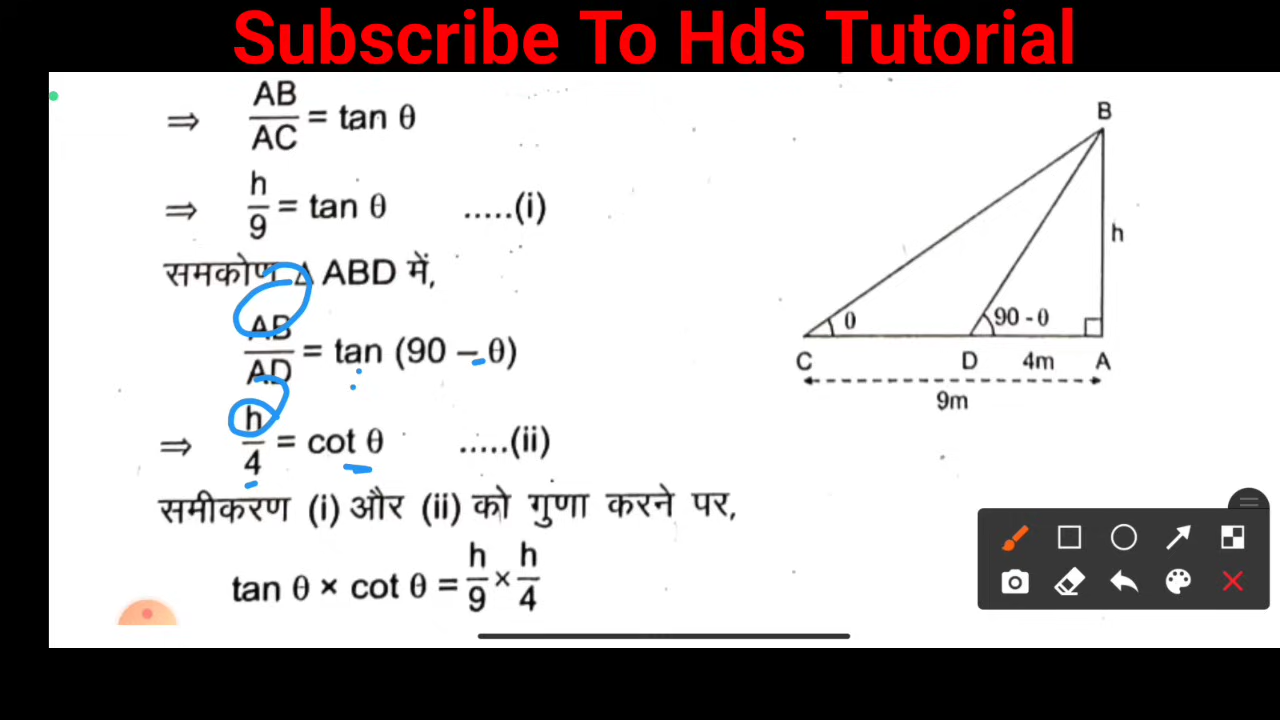 Subscribe To Hds Tutorial
⇒ AB/AC = tan θ
⇒ h/9 = tan θ .....(i)
समकोण Δ ABD में,
AB/AD = tan (90 – θ)
⇒ h/4 = cot θ .....(ii)
समीकरण (i) और (ii) को गुणा करने पर,
tan θ × cot θ = h/9 × h/4
B
h
θ
90 - θ
C
D
4m
A
9m